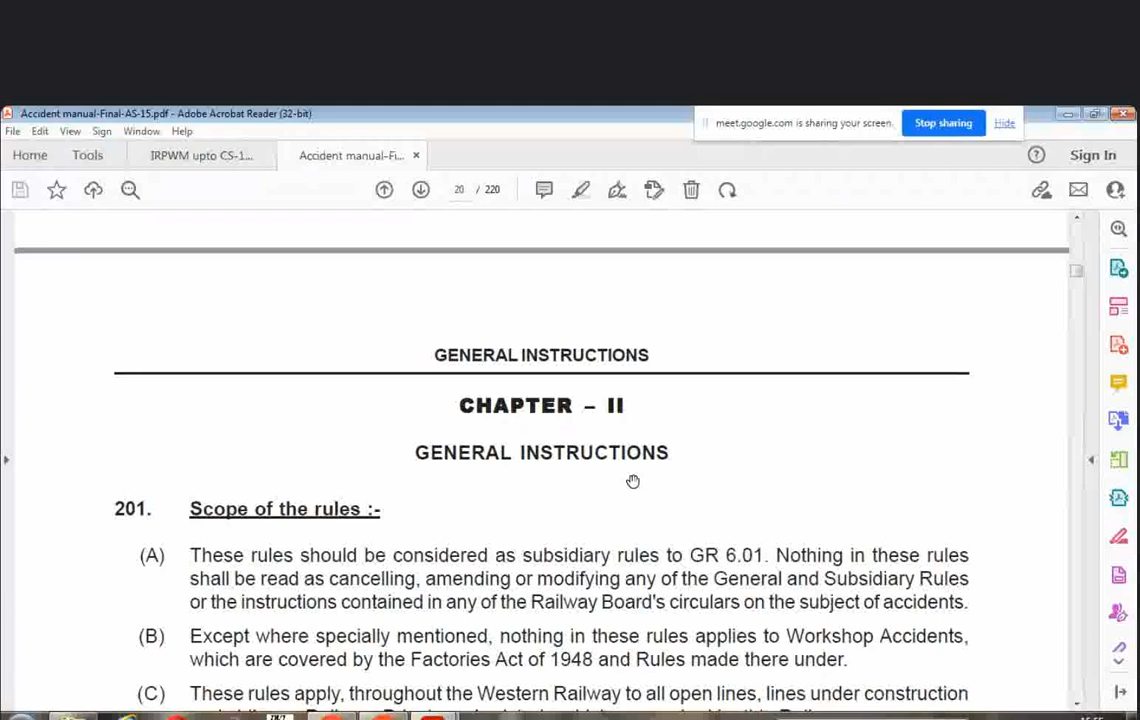 Accident manual-Final-AS-15.pdf - Adobe Acrobat Reader (32-bit)
meet.google.com is sharing your screen. Stop sharing Hide
File Edit View Sign Window Help
Home Tools IRPWM upto CS-1... Accident manual-Fi... × Sign In
20 / 220
GENERAL INSTRUCTIONS
CHAPTER – II
GENERAL INSTRUCTIONS
201. Scope of the rules :-
(A) These rules should be considered as subsidiary rules to GR 6.01. Nothing in these rules
shall be read as cancelling, amending or modifying any of the General and Subsidiary Rules
or the instructions contained in any of the Railway Board's circulars on the subject of accidents.
(B) Except where specially mentioned, nothing in these rules applies to Workshop Accidents,
which are covered by the Factories Act of 1948 and Rules made there under.
(C) These rules apply, throughout the Western Railway to all open lines, lines under construction